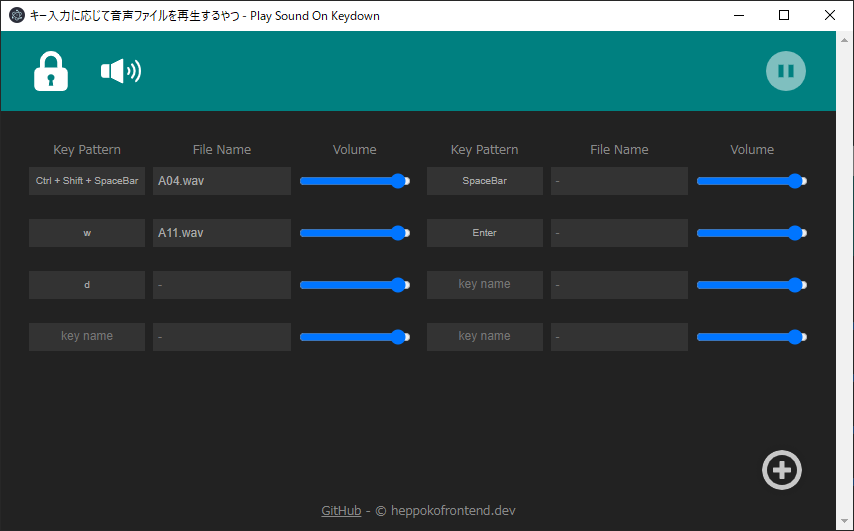 キー入力に応じて音声ファイルを再生するやつ - Play Sound On Keydown
Key Pattern File Name Volume Key Pattern File Name Volume
Ctrl + Shift + SpaceBar A04.wav SpaceBar -
w A11.wav Enter -
d - key name -
key name - key name -
GitHub - © heppokofrontend.dev